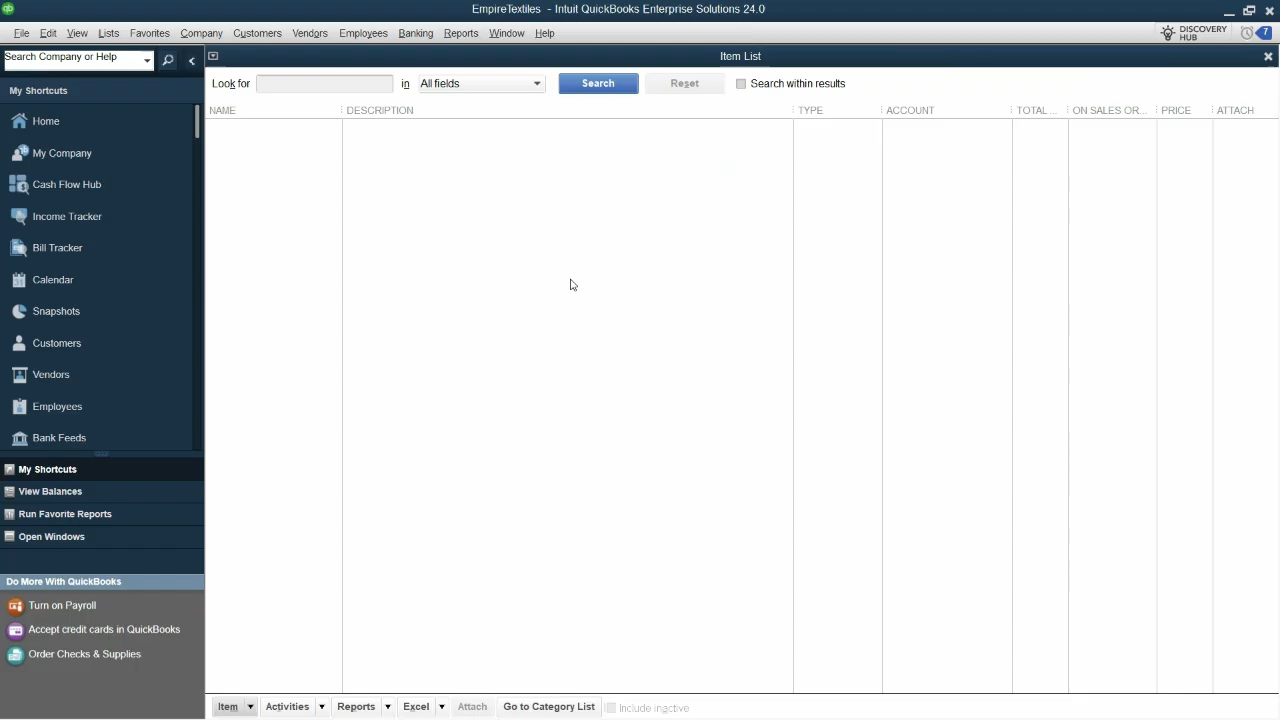 EmpireTextiles - Intuit QuickBooks Enterprise Solutions 24.0
File Edit View Lists Favorites Company Customers Vendors Employees Banking Reports Window Help
DISCOVERY HUB
7
Search Company or Help
Item List
My Shortcuts
Look for in All fields Search Reset Search within results
NAME DESCRIPTION TYPE ACCOUNT TOTAL ... ON SALES OR... PRICE ATTACH
Home
My Company
Cash Flow Hub
Income Tracker
Bill Tracker
Calendar
Snapshots
Customers
Vendors
Employees
Bank Feeds
My Shortcuts
View Balances
Run Favorite Reports
Open Windows
Do More With QuickBooks
Turn on Payroll
Accept credit cards in QuickBooks
Order Checks & Supplies
Item Activities Reports Excel Attach Go to Category List Include inactive